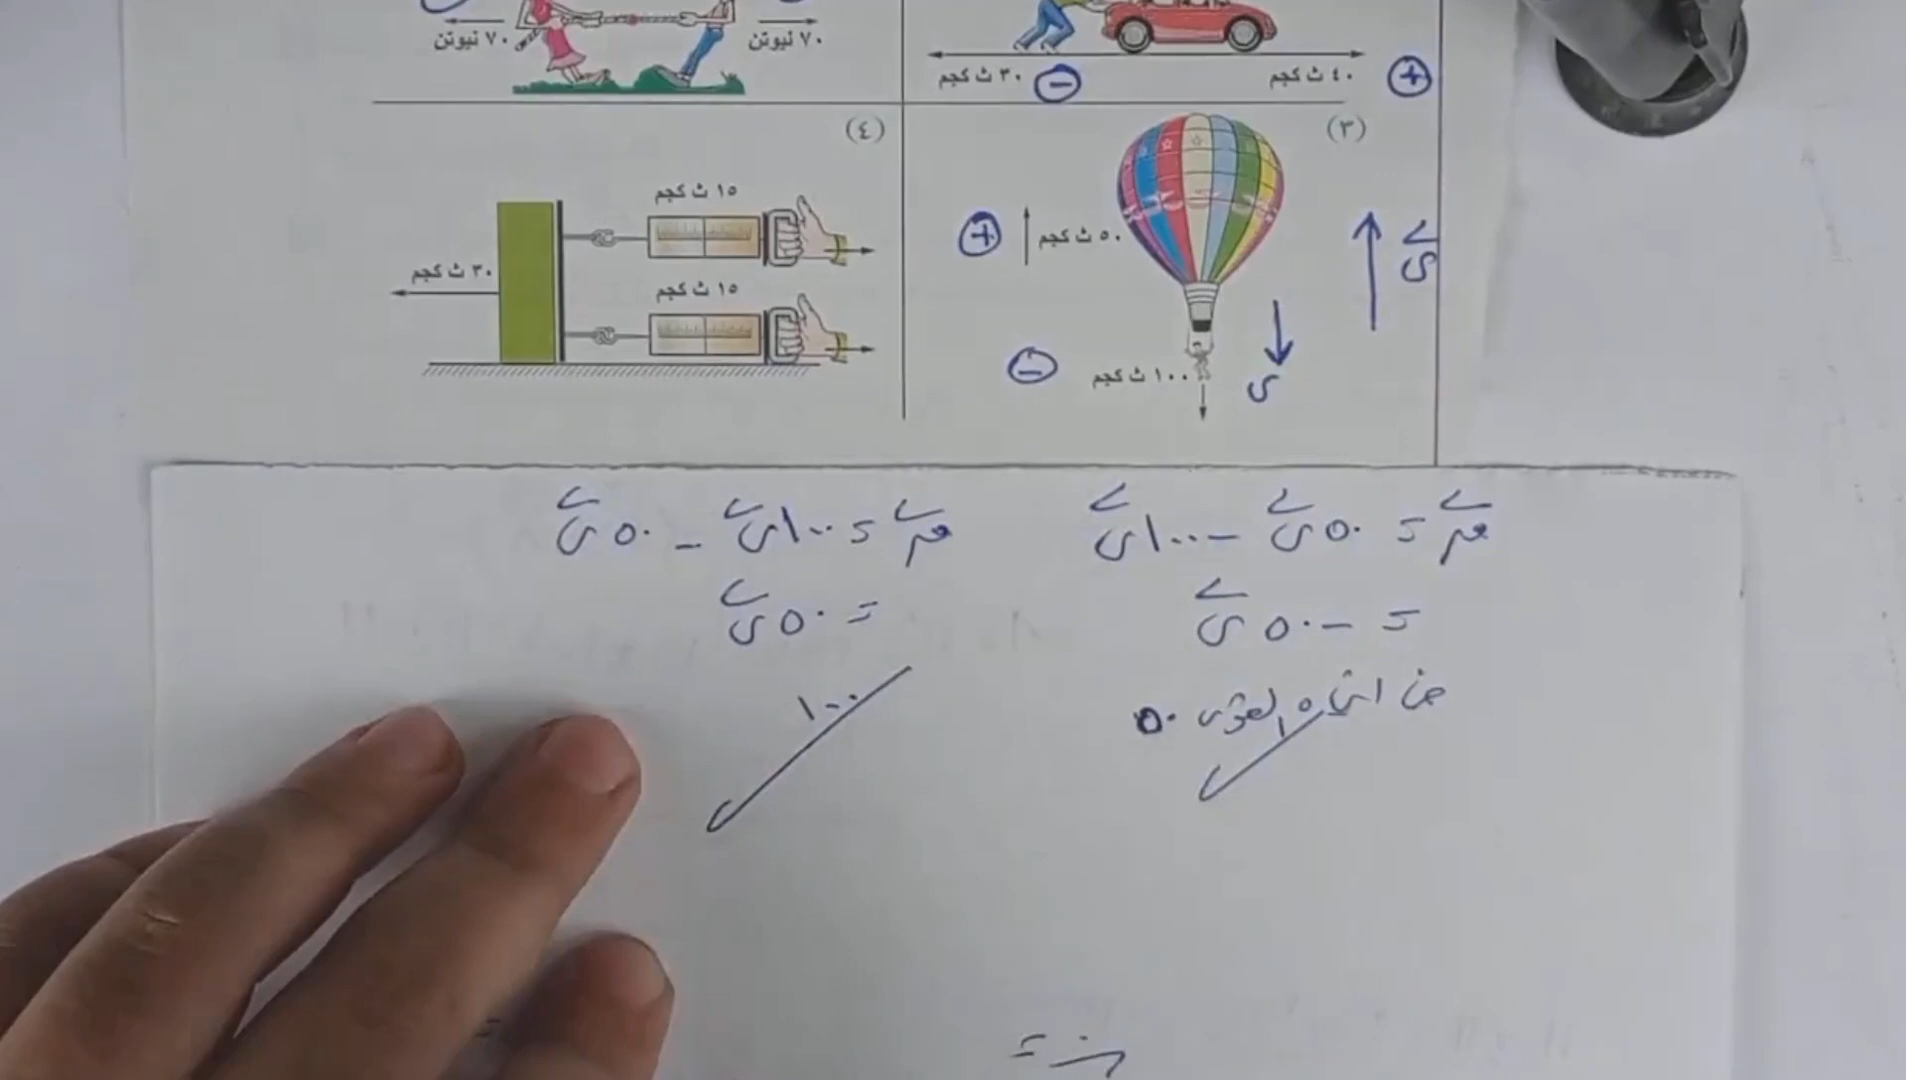 ٤٠ ث كجم
٣٠ ث كجم
٧٠ نيوتن
٧٠ نيوتن
+
−
(٣)
٥٠ ث كجم
١٠٠ ث كجم
+
−
ى
ى
(٤)
١٥ ث كجم
١٥ ث كجم
٣٠ ث كجم
ح = ٥٠ ى − ١٠٠ ى
= −٥٠ ى
٥٠
ح = ١٠٠ ى − ٥٠ ى
= ٥٠ ى
١٠٠
=